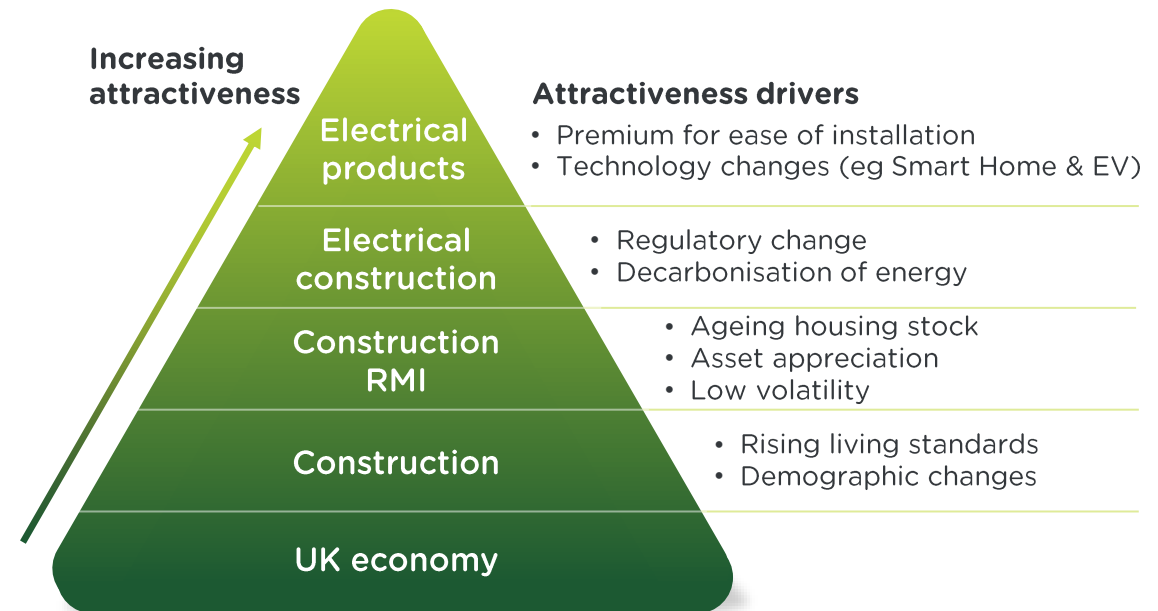 Increasing
attractiveness
Attractiveness drivers
Electrical
products
• Premium for ease of installation
• Technology changes (eg Smart Home & EV)
Electrical
construction
• Regulatory change
• Decarbonisation of energy
Construction
RMI
• Ageing housing stock
• Asset appreciation
• Low volatility
Construction
• Rising living standards
• Demographic changes
UK economy